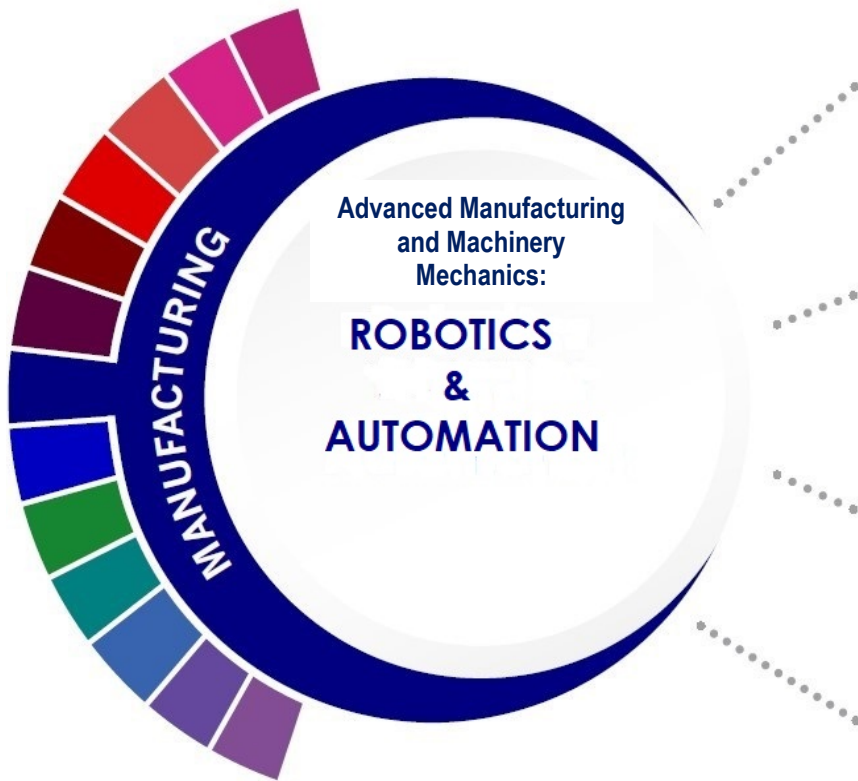 MANUFACTURING
Advanced Manufacturing
and Machinery
Mechanics:
ROBOTICS
&
AUTOMATION